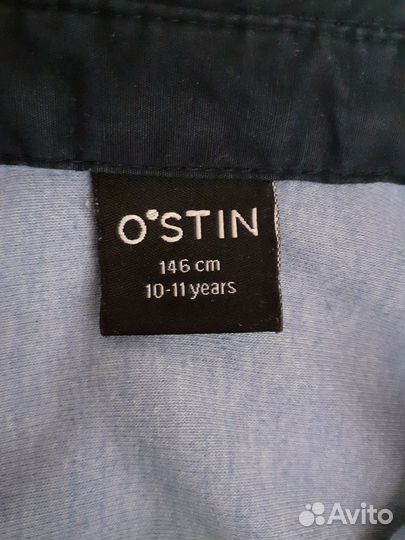 O*STIN
146 cm
10-11 years
Avito